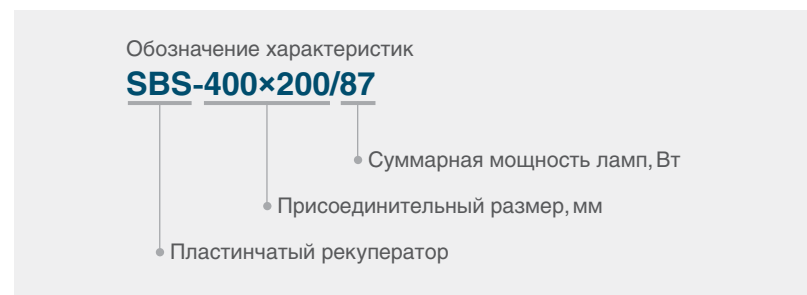 Обозначение характеристик
SBS-400×200/87
Суммарная мощность ламп, Вт
Присоединительный размер, мм
Пластинчатый рекуператор